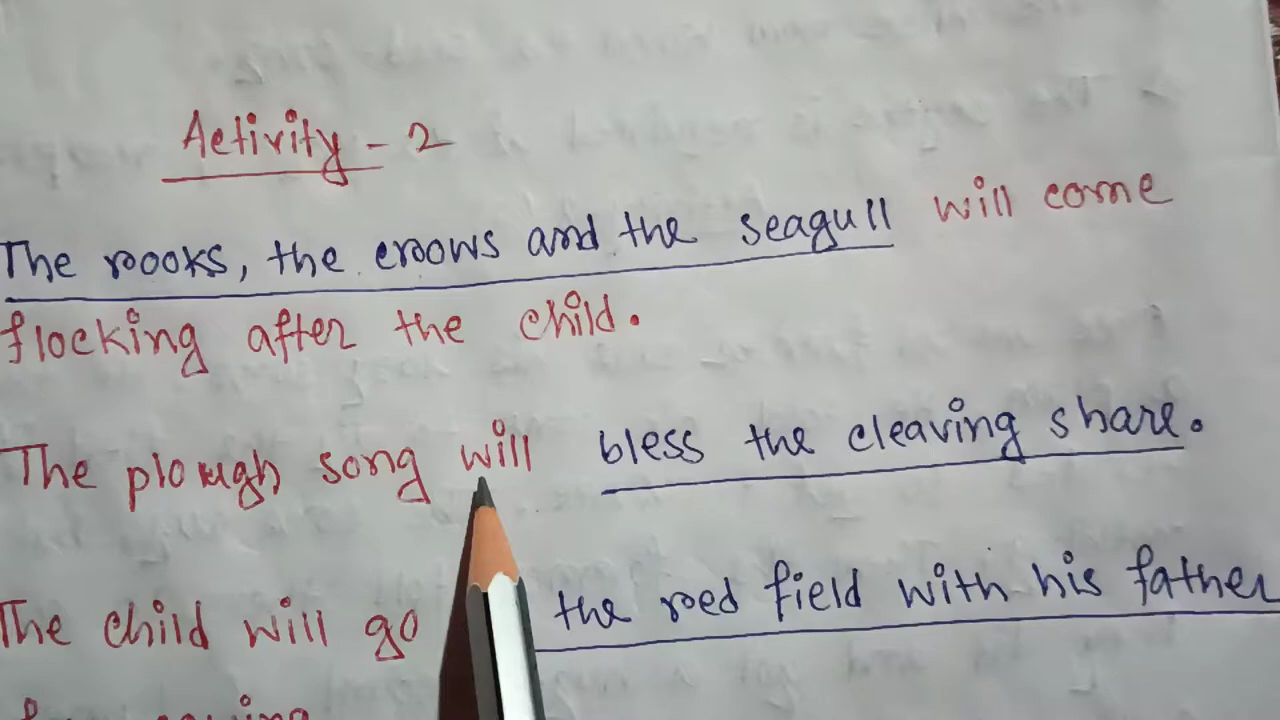 Activity - 2
The rooks, the crows and the seagull will come
flocking after the child.
The plough song will bless the cleaving share.
The child will go the red field with his father